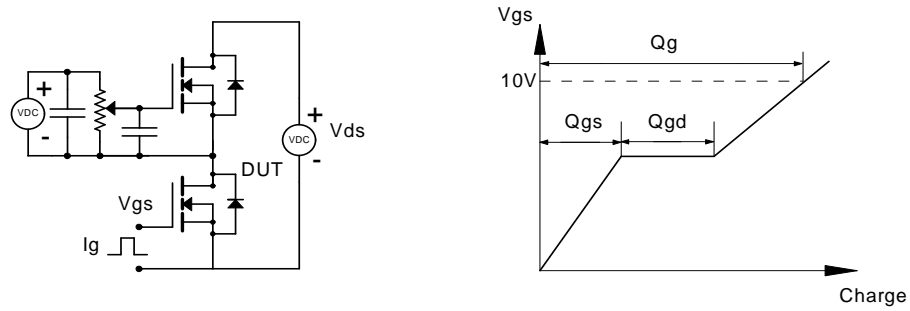 +
VDC
-
Vgs
Ig
DUT
+
VDC
-
Vds
Vgs
10V
Qg
Qgs
Qgd
Charge